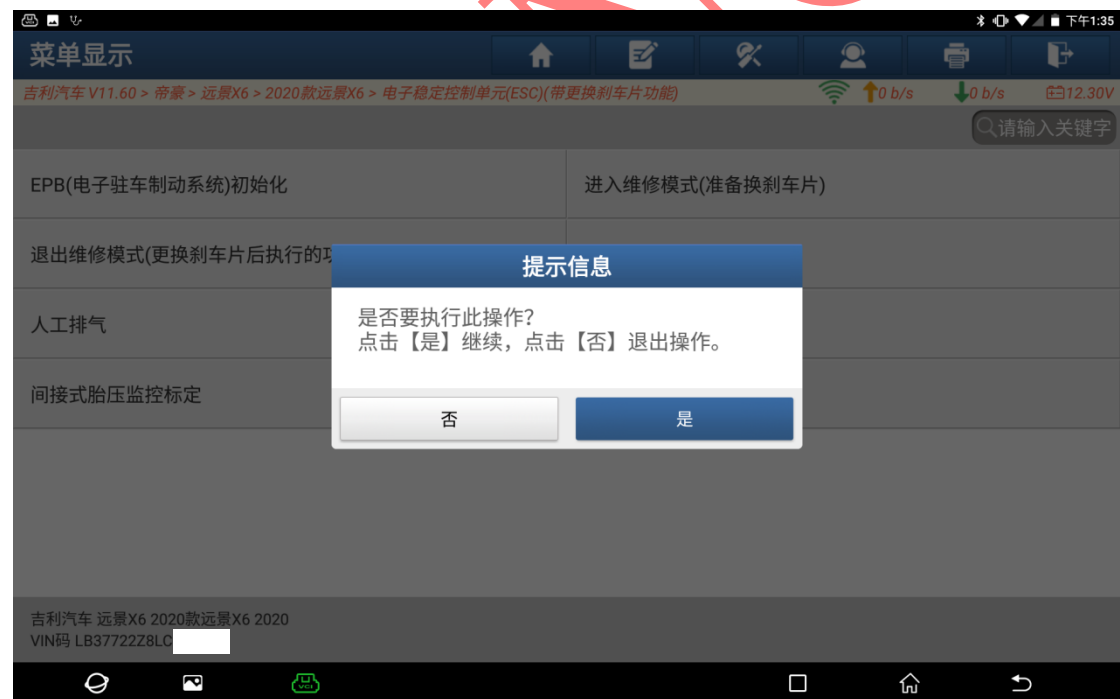 下午1:35
菜单显示
吉利汽车 V11.60 > 帝豪 > 远景X6 > 2020款远景X6 > 电子稳定控制单元(ESC)(带更换刹车片功能)
0 b/s
0 b/s
12.30V
请输入关键字
EPB(电子驻车制动系统)初始化
进入维修模式(准备换刹车片)
退出维修模式(更换刹车片后执行的
提示信息
是否要执行此操作?
点击【是】继续，点击【否】退出操作。
人工排气
间接式胎压监控标定
否
是
吉利汽车 远景X6 2020款远景X6 2020
VIN码 LB37722Z8LC
VCI